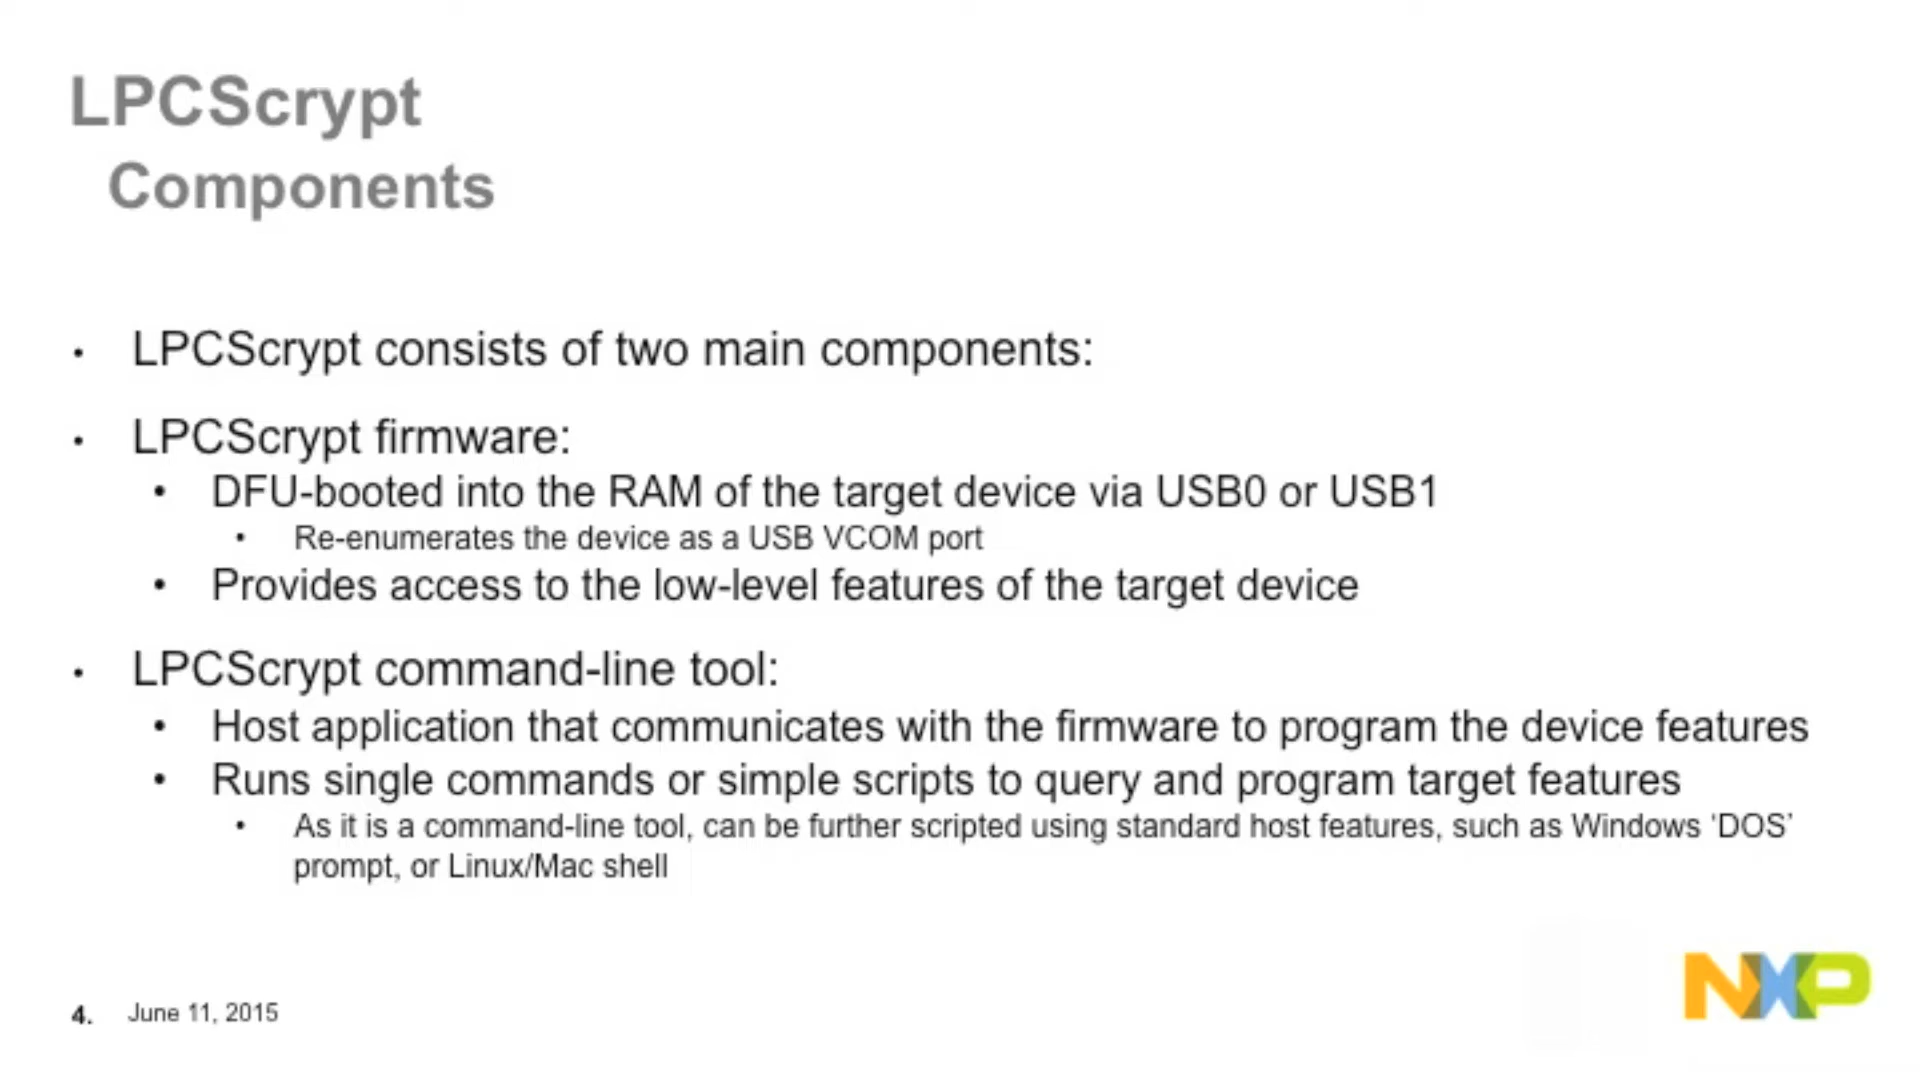 LPCScrypt
Components
• LPCScrypt consists of two main components:
• LPCScrypt firmware:
• DFU-booted into the RAM of the target device via USB0 or USB1
• Re-enumerates the device as a USB VCOM port
• Provides access to the low-level features of the target device
• LPCScrypt command-line tool:
• Host application that communicates with the firmware to program the device features
• Runs single commands or simple scripts to query and program target features
• As it is a command-line tool, can be further scripted using standard host features, such as Windows ‘DOS’
prompt, or Linux/Mac shell
4. June 11, 2015
NXP